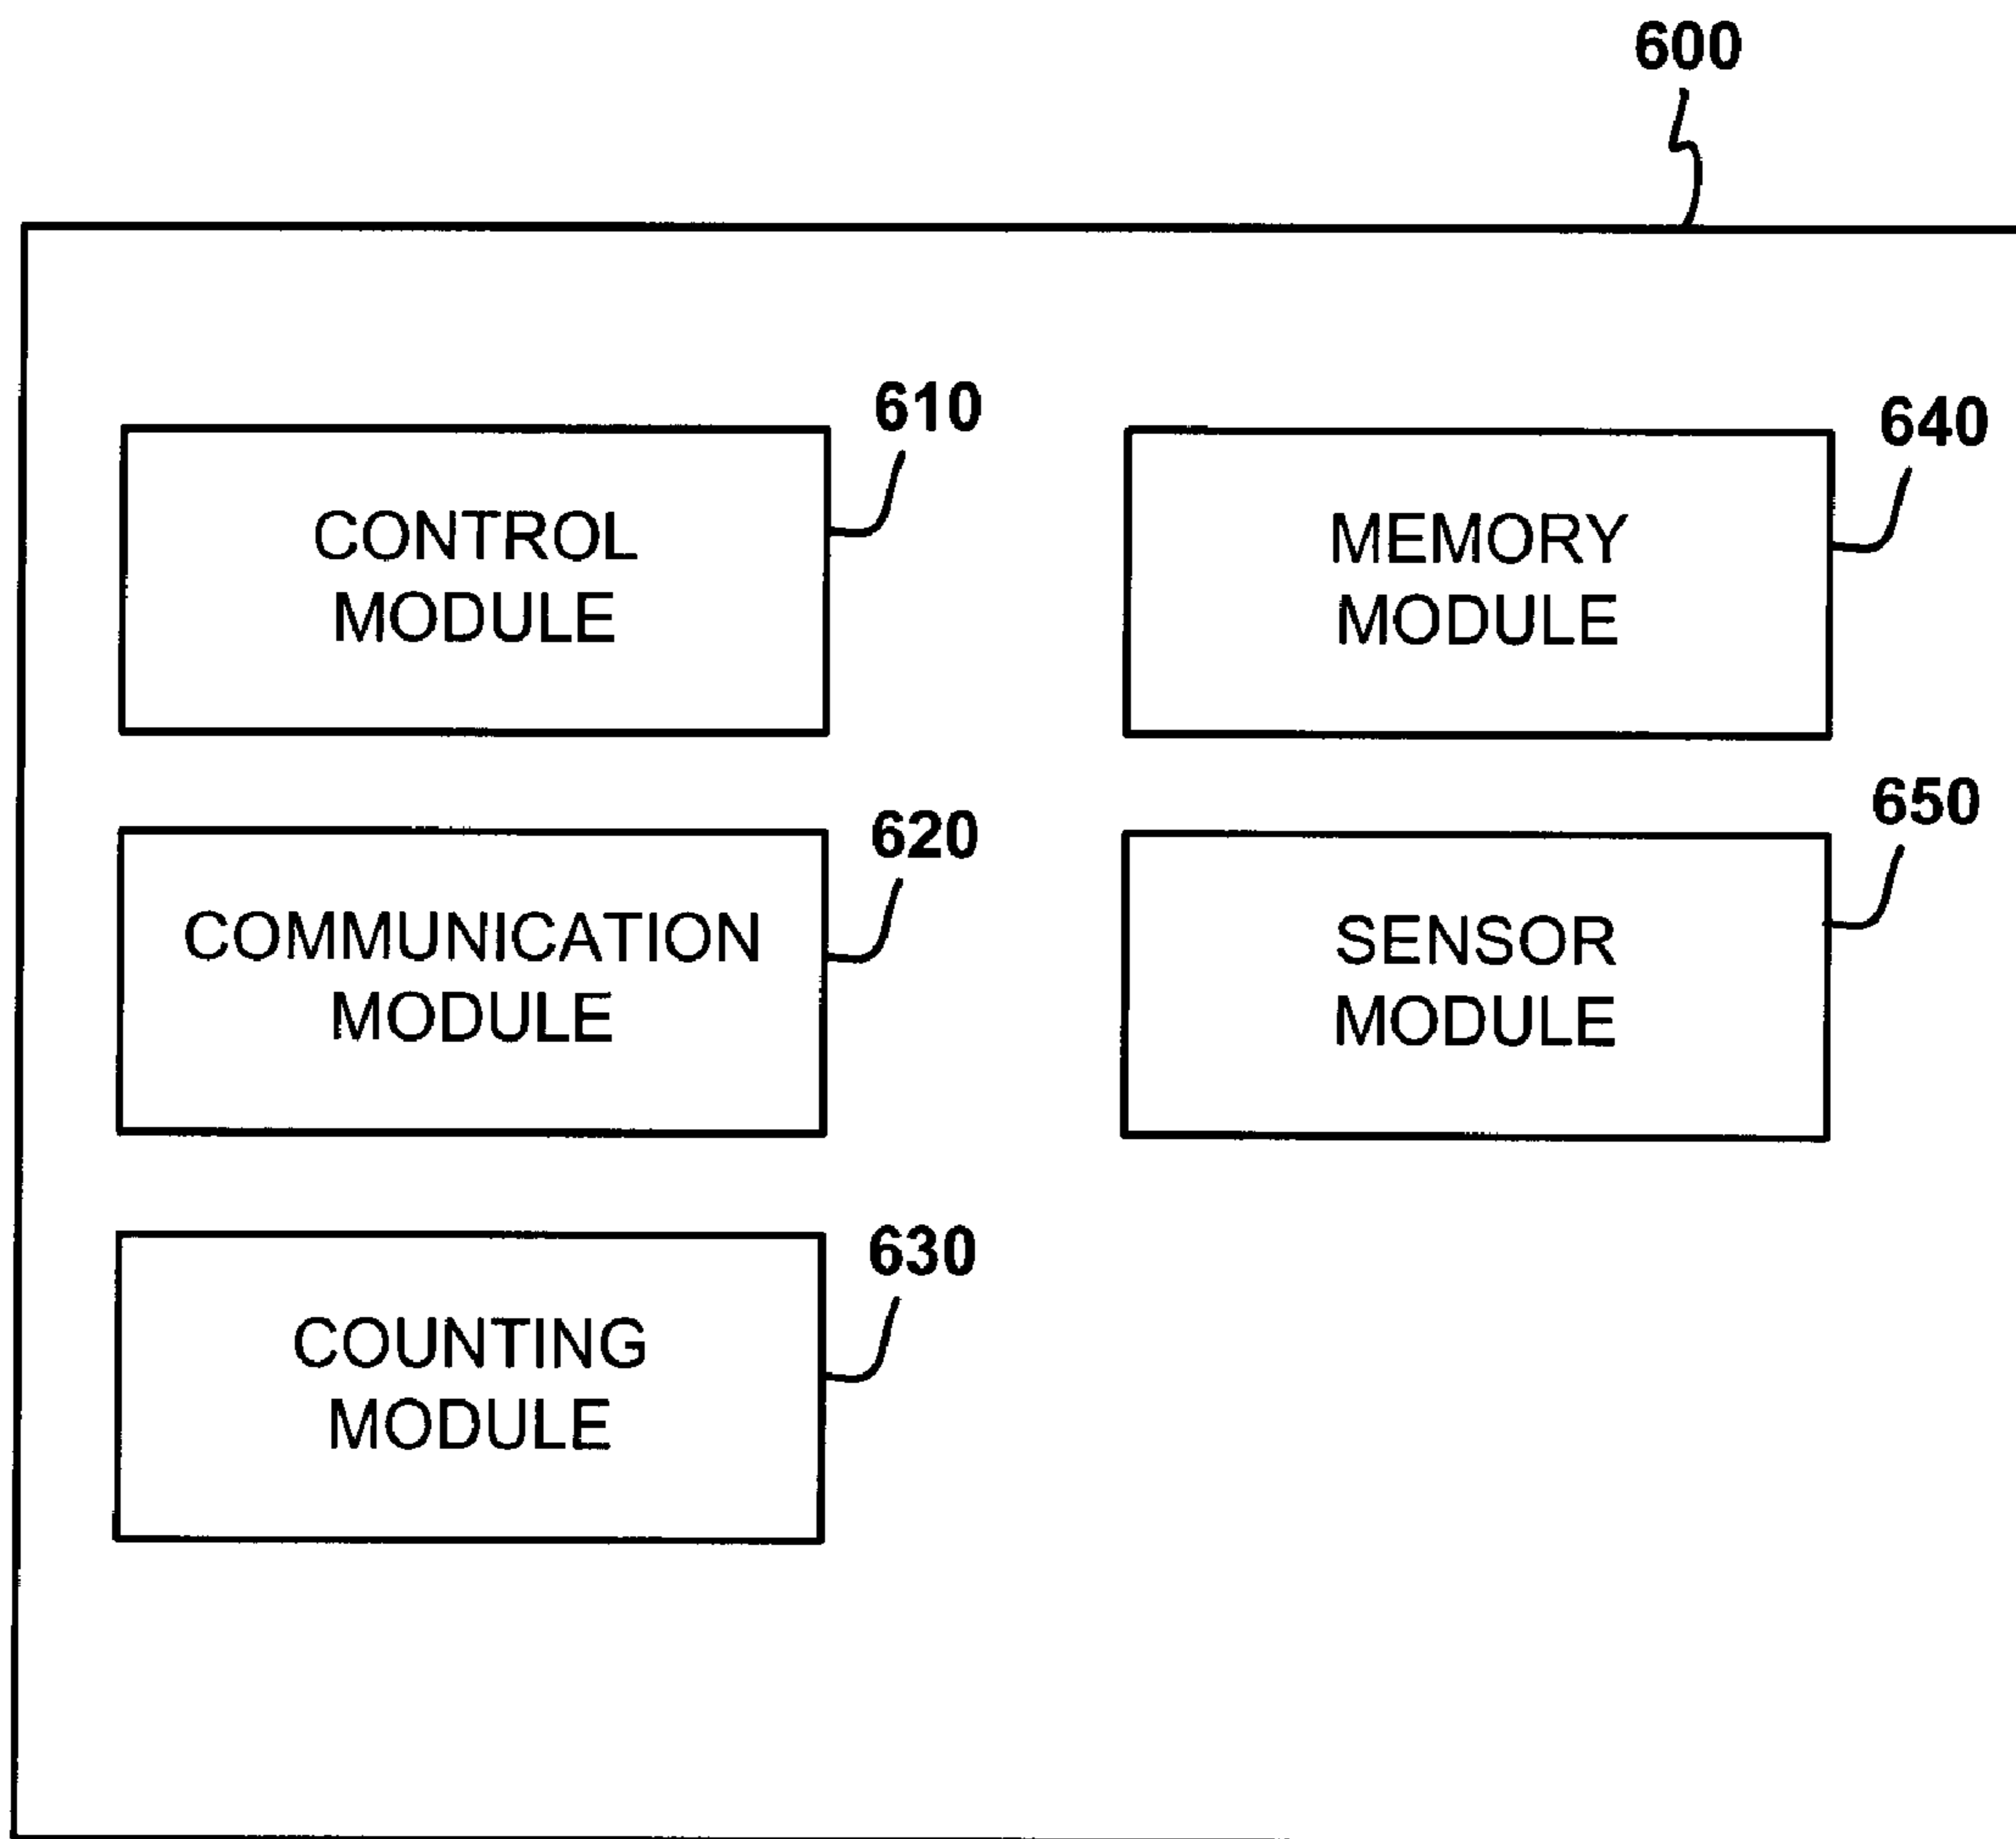 600
610
CONTROL
MODULE
640
MEMORY
MODULE
620
COMMUNICATION
MODULE
650
SENSOR
MODULE
630
COUNTING
MODULE